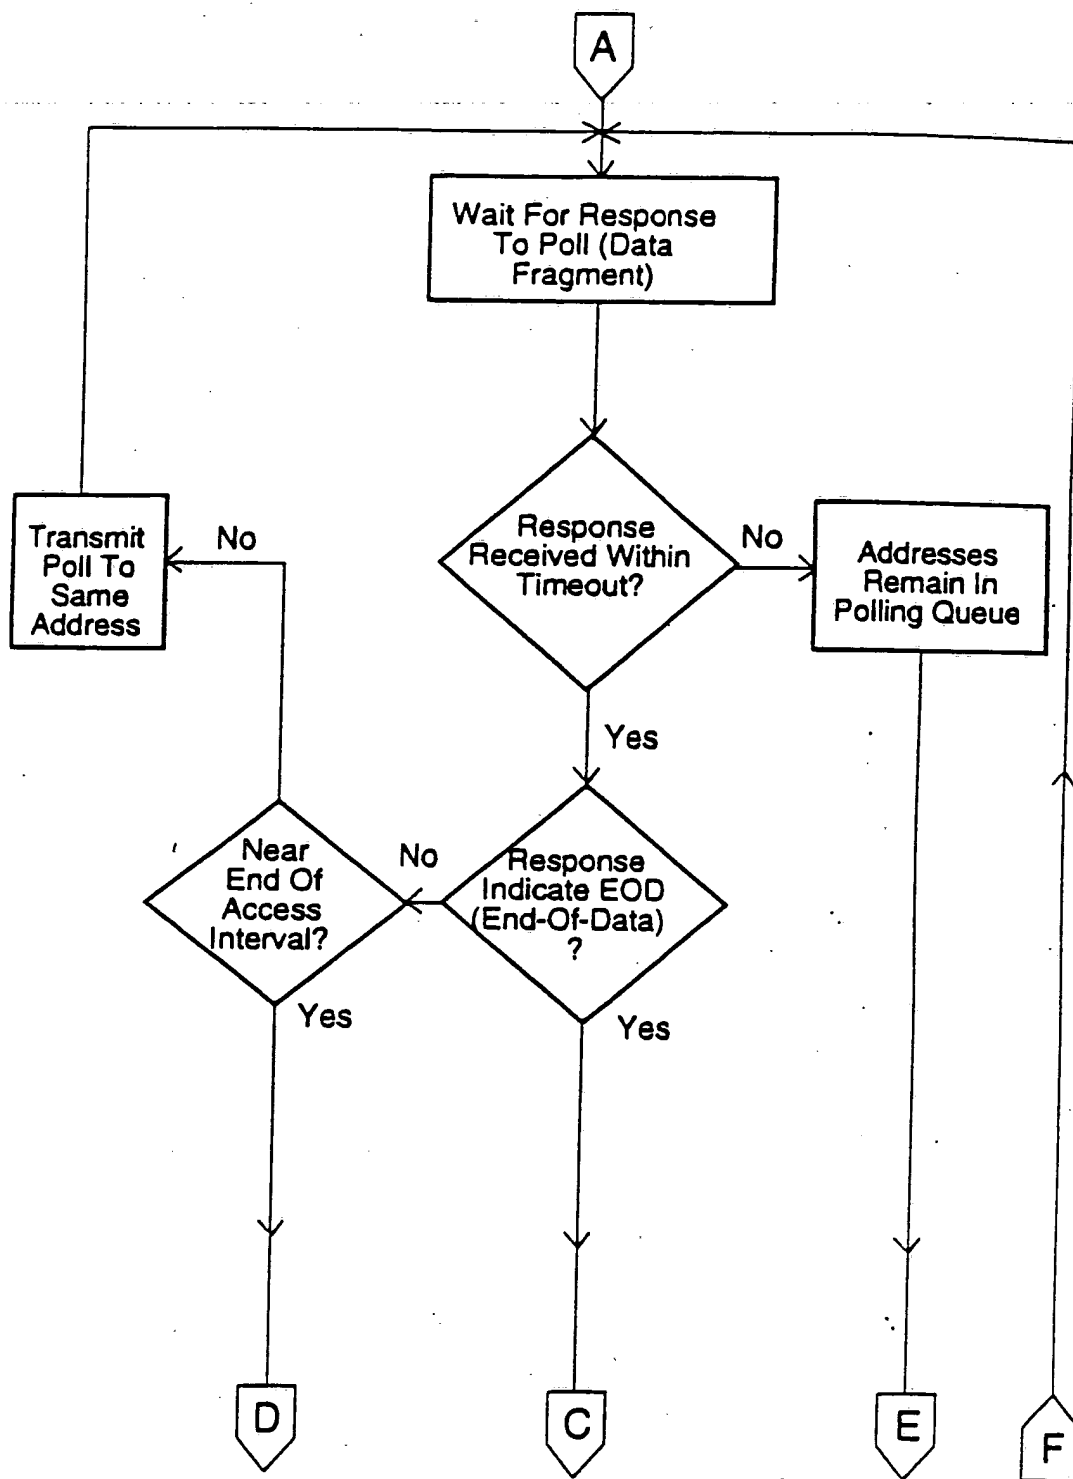 A
Wait For Response
To Poll (Data
Fragment)
Response
Received Within
Timeout?
No
Addresses
Remain In
Polling Queue
Transmit
Poll To
Same
Address
No
Yes
Near
End Of
Access
Interval?
No
Response
Indicate EOD
(End-Of-Data)
?
Yes
Yes
D
C
E
F